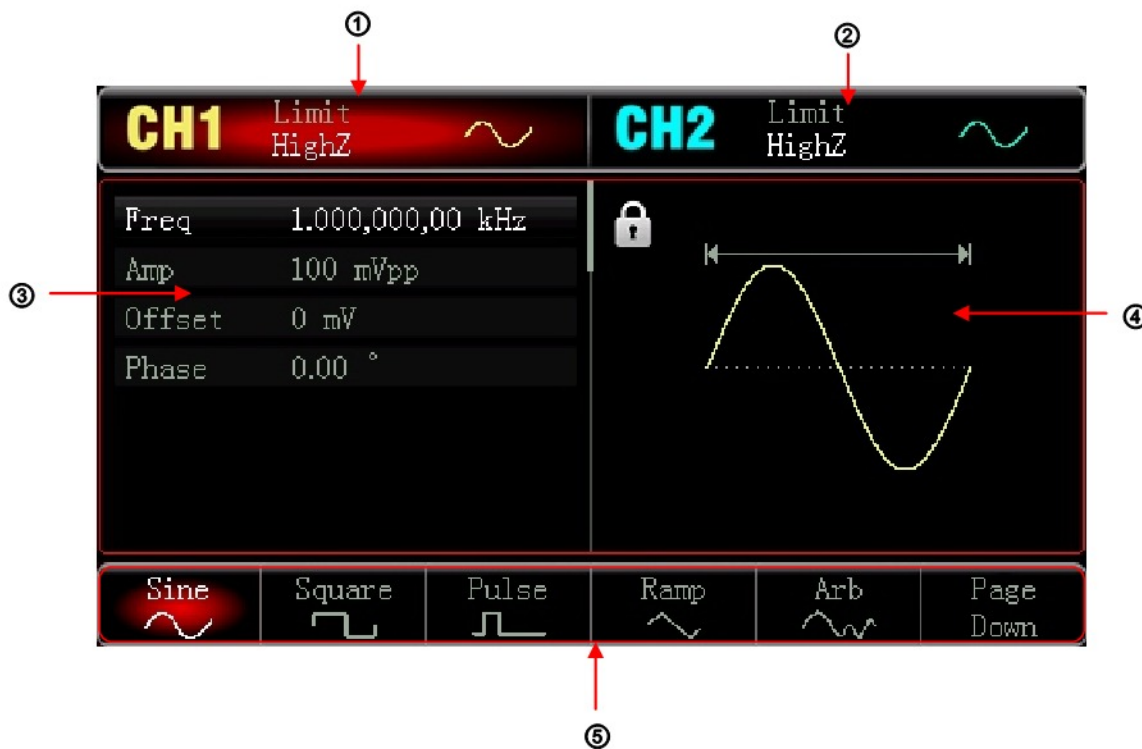 ① ②
CH1 Limit HighZ CH2 Limit HighZ
Freq 1.000,000,00 kHz
Amp 100 mVpp
③ ④
Offset 0 mV
Phase 0.00 °
Sine Square Pulse Ramp Arb Page Down
⑤